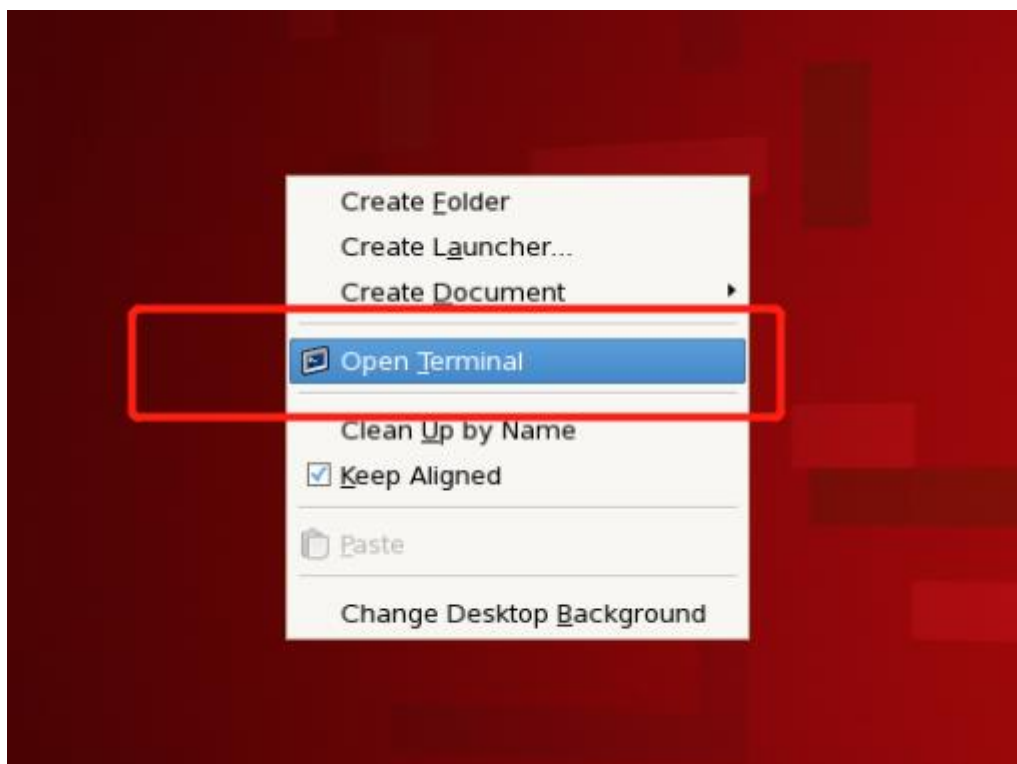 Create Folder
Create Launcher...
Create Document
Open Terminal
Clean Up by Name
Keep Aligned
Paste
Change Desktop Background